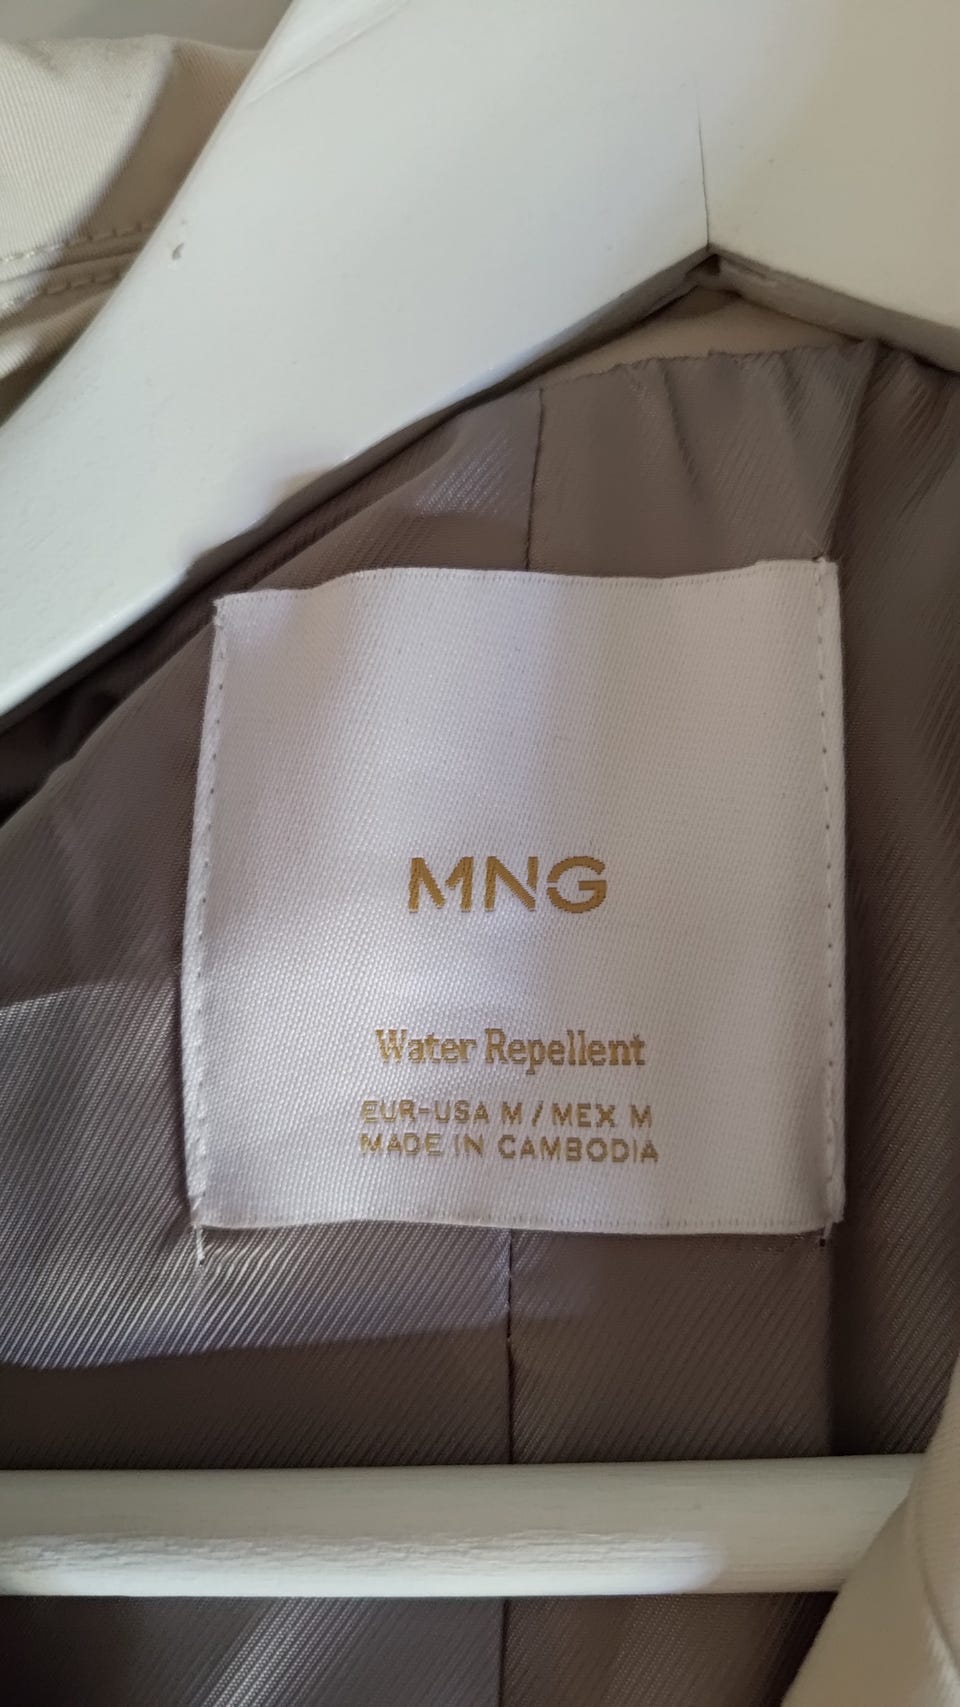 MNG
Water Repellent
EUR-USA M / MEX M
MADE IN CAMBODIA